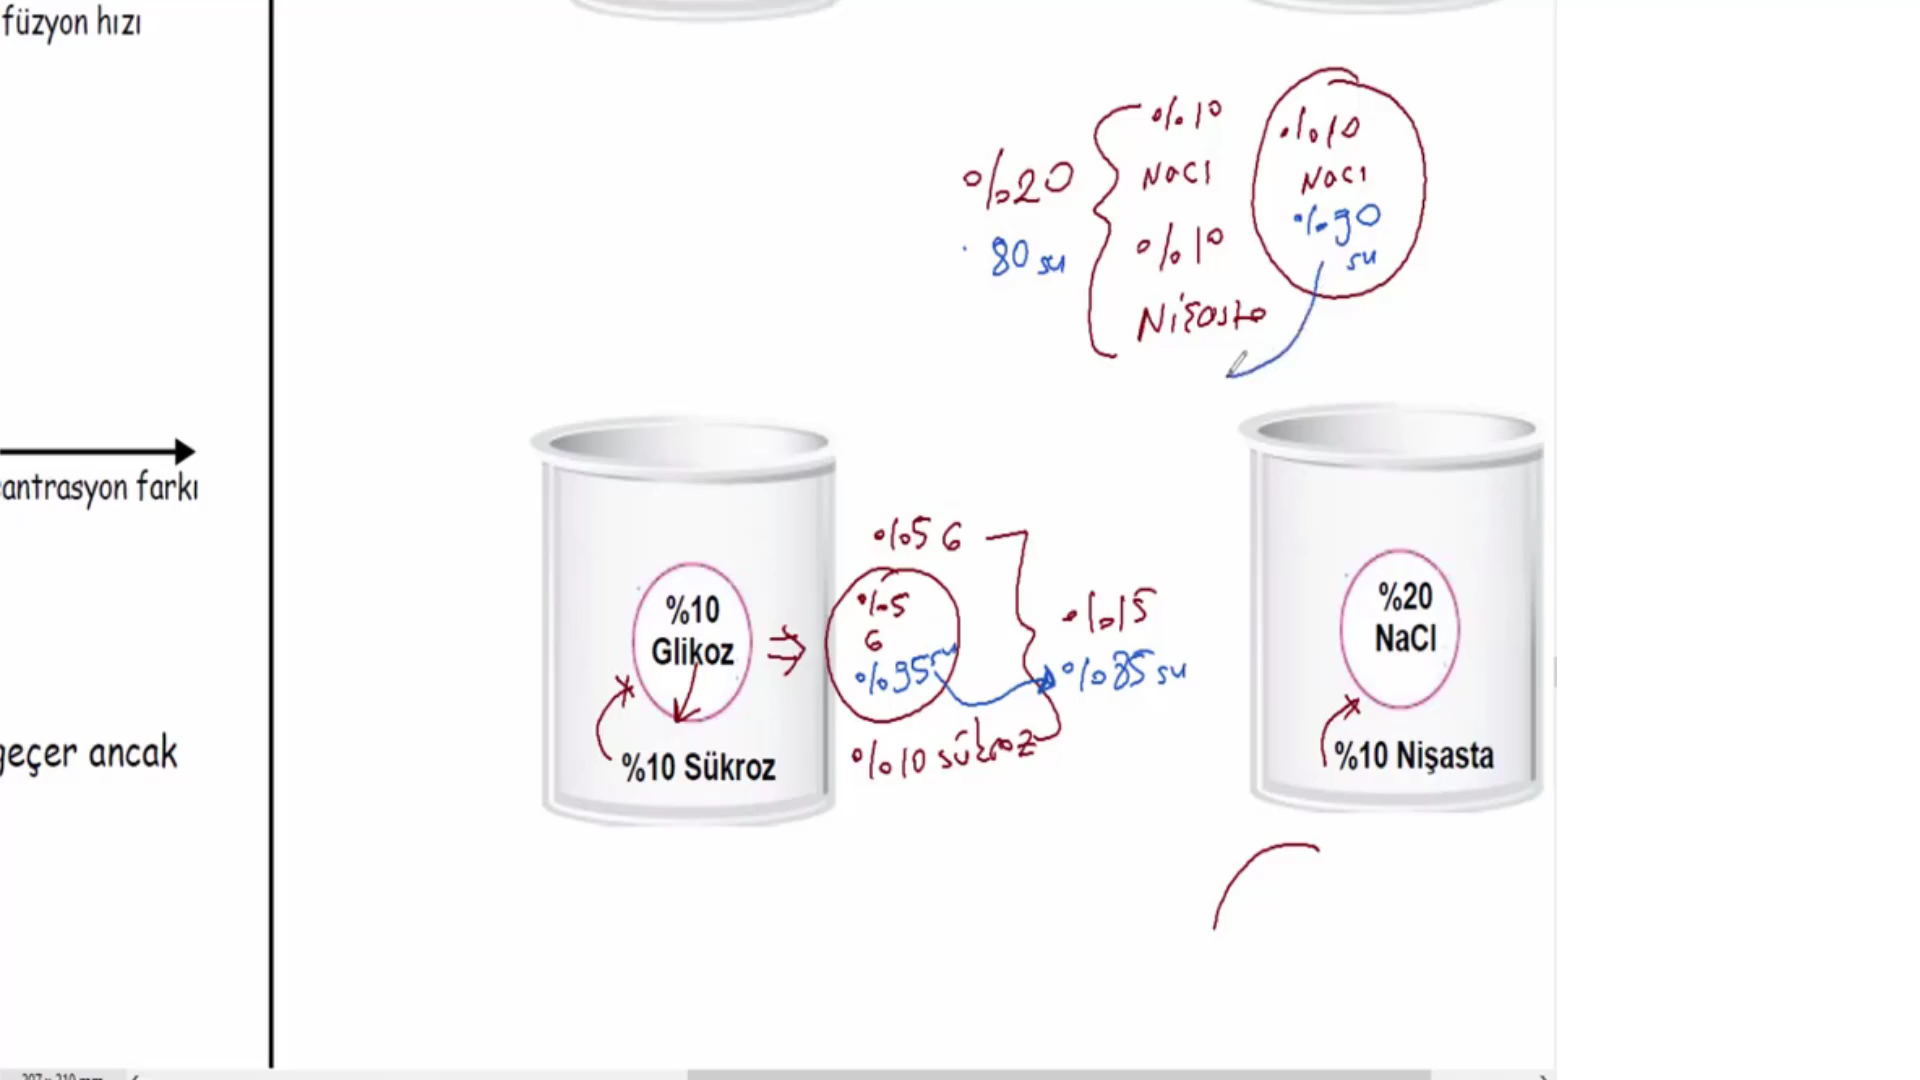 füzyon hızı
antrasyon farkı
geçer ancak
%20
80 su
%10
NaCl
%10
Nişasta
%10
NaCl
%90
su
%10
Glikoz
%10 Sükroz
%5 G
%5
G
%95 su
%10 sükroz
%15
%85 su
%20
NaCl
%10 Nişasta